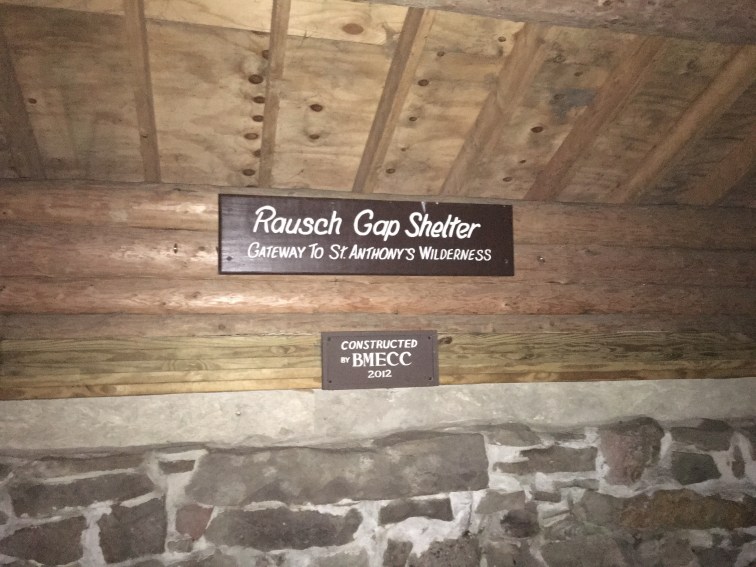 Rausch Gap Shelter
GATEWAY TO ST. ANTHONY'S WILDERNESS
CONSTRUCTED
BY BMECC
2012